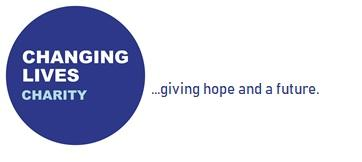 CHANGING
LIVES
CHARITY
...giving hope and a future.